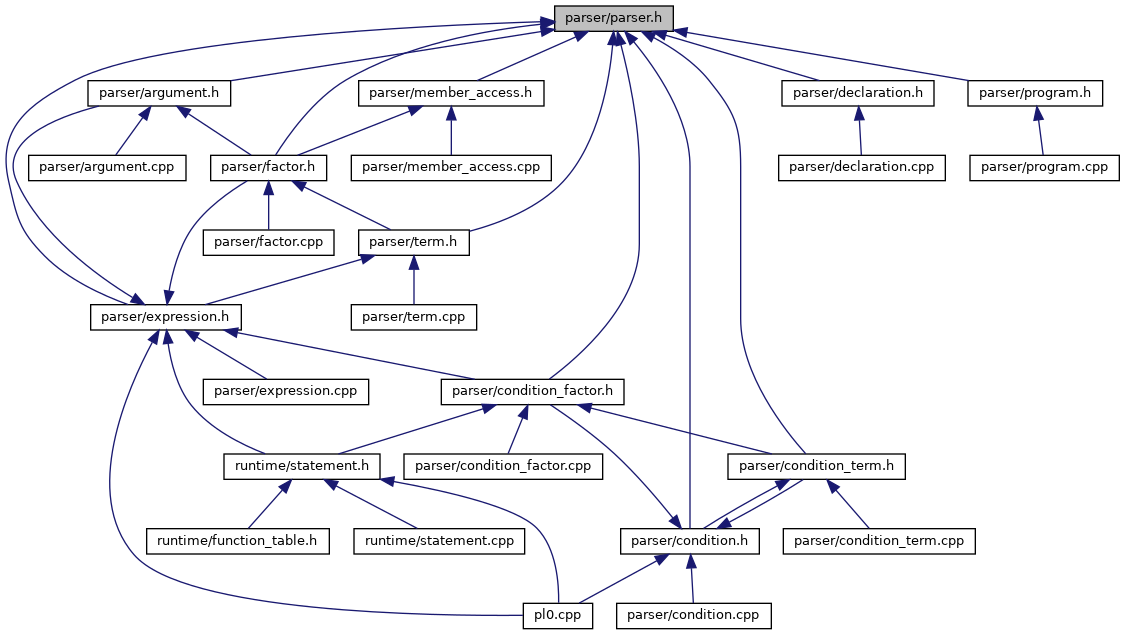 parser/parser.h
parser/argument.h
parser/member_access.h
parser/declaration.h
parser/program.h
parser/argument.cpp
parser/factor.h
parser/member_access.cpp
parser/declaration.cpp
parser/program.cpp
parser/factor.cpp
parser/term.h
parser/expression.h
parser/term.cpp
parser/expression.cpp
parser/condition_factor.h
runtime/statement.h
parser/condition_factor.cpp
parser/condition_term.h
runtime/function_table.h
runtime/statement.cpp
parser/condition.h
parser/condition_term.cpp
pl0.cpp
parser/condition.cpp